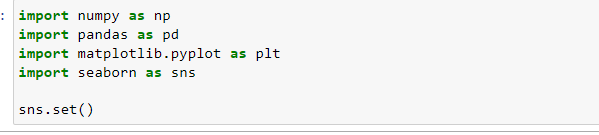 :
import numpy as np
import pandas as pd
import matplotlib.pyplot as plt
import seaborn as sns
sns.set()